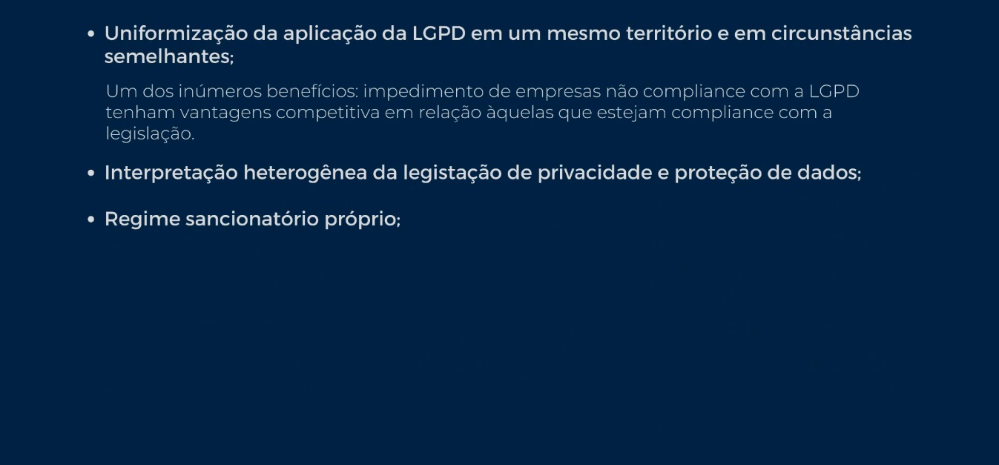 • Uniformização da aplicação da LGPD em um mesmo território e em circunstâncias
semelhantes;
Um dos inúmeros benefícios: impedimento de empresas não compliance com a LGPD
tenham vantagens competitiva em relação àquelas que estejam compliance com a
legislação.
• Interpretação heterogênea da legistação de privacidade e proteção de dados;
• Regime sancionatório próprio;